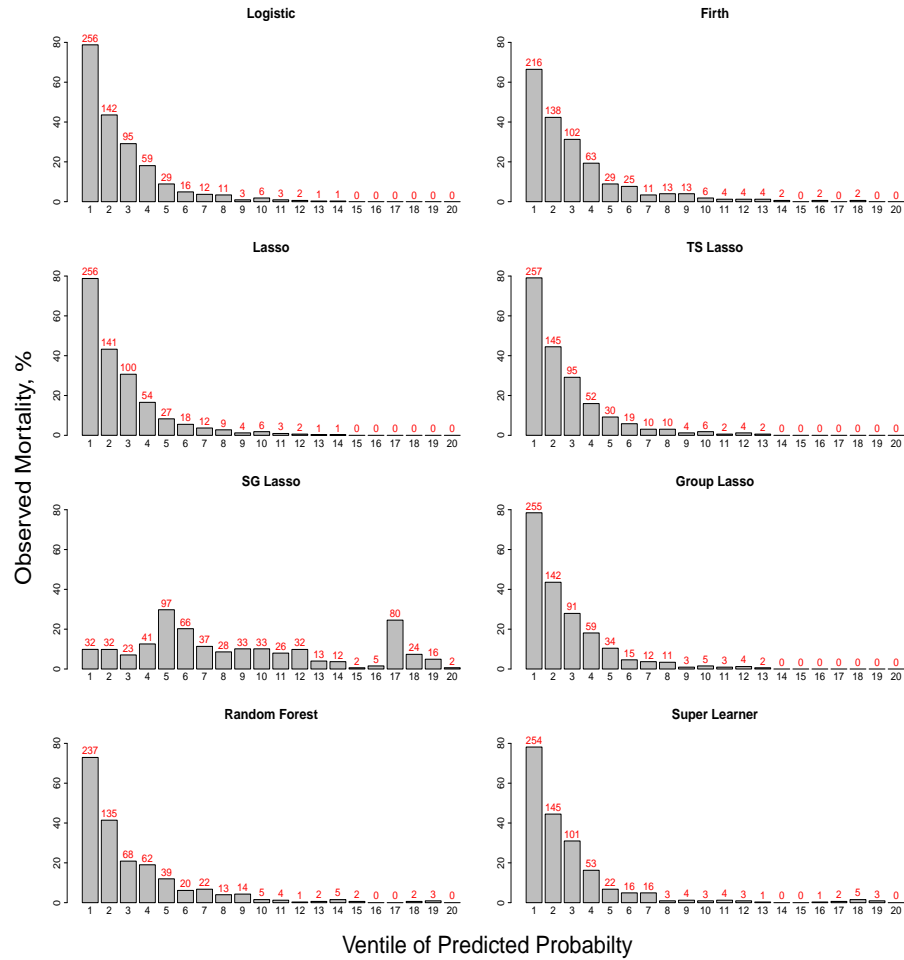 Logistic
0 20 40 60 80
256 142 95 59 29 16 12 11 3 6 3 2 1 1 0 0 0 0 0 0
1 2 3 4 5 6 7 8 9 10 11 12 13 14 15 16 17 18 19 20
Firth
0 20 40 60 80
216 138 102 63 29 25 11 13 13 6 4 4 4 2 0 2 0 2 0 0
1 2 3 4 5 6 7 8 9 10 11 12 13 14 15 16 17 18 19 20
Lasso
0 20 40 60 80
256 141 100 54 27 18 12 9 4 6 3 2 1 1 0 0 0 0 0 0
1 2 3 4 5 6 7 8 9 10 11 12 13 14 15 16 17 18 19 20
TS Lasso
0 20 40 60 80
257 145 95 52 30 19 10 10 4 6 2 4 2 0 0 0 0 0 0 0
1 2 3 4 5 6 7 8 9 10 11 12 13 14 15 16 17 18 19 20
Observed Mortality, %
SG Lasso
0 20 40 60 80
32 32 23 41 97 66 37 28 33 33 26 32 13 12 2 5 80 24 16 2
1 2 3 4 5 6 7 8 9 10 11 12 13 14 15 16 17 18 19 20
Group Lasso
0 20 40 60 80
255 142 91 59 34 15 12 11 3 5 3 4 2 0 0 0 0 0 0 0
1 2 3 4 5 6 7 8 9 10 11 12 13 14 15 16 17 18 19 20
Random Forest
0 20 40 60 80
237 135 68 62 39 20 22 13 14 5 4 1 2 5 2 0 0 2 3 0
1 2 3 4 5 6 7 8 9 10 11 12 13 14 15 16 17 18 19 20
Super Learner
0 20 40 60 80
254 145 101 53 22 16 16 3 4 3 4 3 1 0 0 1 2 5 3 0
1 2 3 4 5 6 7 8 9 10 11 12 13 14 15 16 17 18 19 20
Ventile of Predicted Probabilty